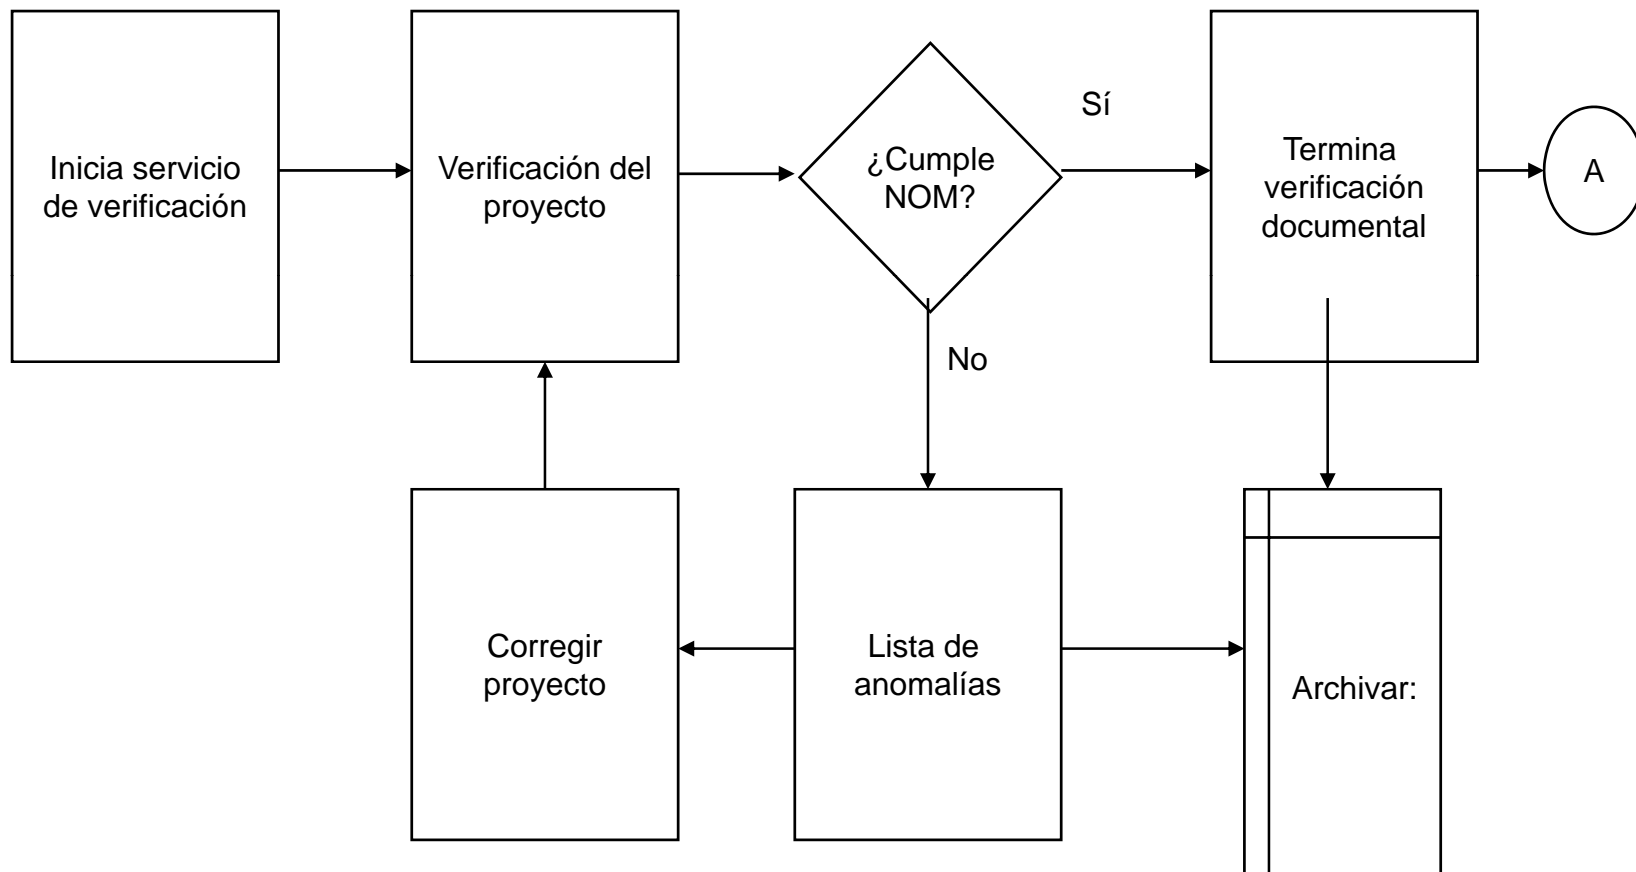 Inicia servicio
de verificación
Verificación del
proyecto
¿Cumple
NOM?
Sí
Termina
verificación
documental
A
No
Corregir
proyecto
Lista de
anomalías
Archivar: